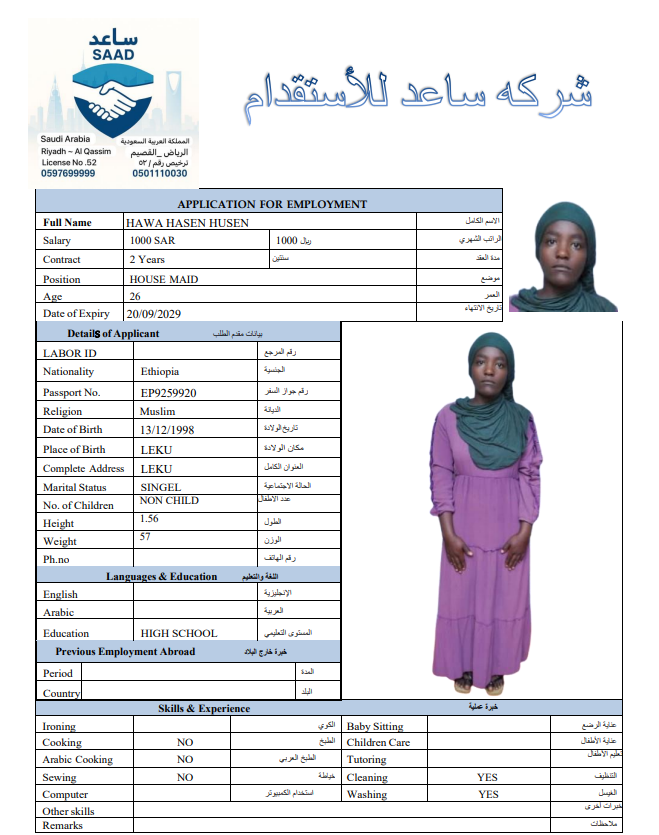 ساعد
SAAD
Saudi Arabia المملكة العربية السعودية
Riyadh ~ Al Qassim الرياض _القصيم
License No .52 ترخيص رقم / ٥٢
0597699999 0501110030
شركه ساعد للأستقدام
APPLICATION FOR EMPLOYMENT
Full Name HAWA HASEN HUSEN الاسم الكامل
Salary 1000 SAR 1000 ريال الراتب الشهري
Contract 2 Years سنتين مدة العقد
Position HOUSE MAID موضع
Age 26 العمر
Date of Expiry 20/09/2029 تاريخ الانتهاء
Details of Applicant بيانات مقدم الطلب
LABOR ID رقم المرجع
Nationality Ethiopia الجنسية
Passport No. EP9259920 رقم جواز السفر
Religion Muslim الديانة
Date of Birth 13/12/1998 تاريخ الولادة
Place of Birth LEKU مكان الولادة
Complete Address LEKU العنوان الكامل
Marital Status SINGEL الحالة الاجتماعية
No. of Children NON CHILD عدد الاطفال
Height 1.56 الطول
Weight 57 الوزن
Ph.no رقم الهاتف
Languages & Education اللغة والتعليم
English الإنجليزية
Arabic العربية
Education HIGH SCHOOL المستوى التعليمي
Previous Employment Abroad خبرة خارج البلاد
Period المدة
Country البلد
Skills & Experience خبرة عملية
Ironing الكوي Baby Sitting عناية الرضع
Cooking NO الطبخ Children Care عناية الأطفال
Arabic Cooking NO الطبخ العربي Tutoring تعليم الأطفال
Sewing NO خياطة Cleaning YES التنظيف
Computer استخدام الكمبيوتر Washing YES الغيسل
Other skills خبرات اخرى
Remarks ملاحظات